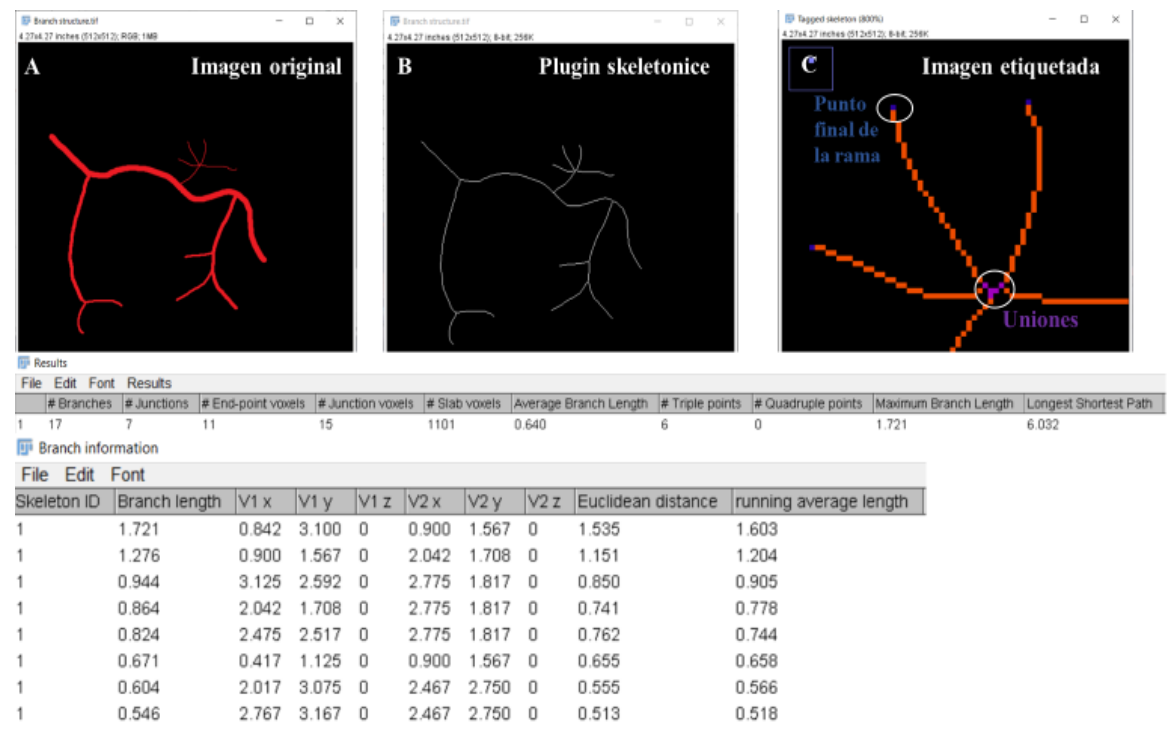 Branch structure.tif
4.27x4.27 inches (512x512); RGB; 1MB
A Imagen original
Branch structure.tif
4.27x4.27 inches (512x512); 8-bit; 256K
B Plugin skeletonice
Tagged skeleton (800%)
4.27x4.27 inches (512x512); 8-bit; 256K
C Imagen etiquetada
Punto
final de
la rama
Uniones
Results
File Edit Font Results
# Branches # Junctions # End-point voxels # Junction voxels # Slab voxels Average Branch Length # Triple points # Quadruple points Maximum Branch Length Longest Shortest Path
1 17 7 11 15 1101 0.640 6 0 1.721 6.032
Branch information
File Edit Font
Skeleton ID Branch length V1 x V1 y V1 z V2 x V2 y V2 z Euclidean distance running average length
1 1.721 0.842 3.100 0 0.900 1.567 0 1.535 1.603
1 1.276 0.900 1.567 0 2.042 1.708 0 1.151 1.204
1 0.944 3.125 2.592 0 2.775 1.817 0 0.850 0.905
1 0.864 2.042 1.708 0 2.775 1.817 0 0.741 0.778
1 0.824 2.475 2.517 0 2.775 1.817 0 0.762 0.744
1 0.671 0.417 1.125 0 0.900 1.567 0 0.655 0.658
1 0.604 2.017 3.075 0 2.467 2.750 0 0.555 0.566
1 0.546 2.767 3.167 0 2.467 2.750 0 0.513 0.518